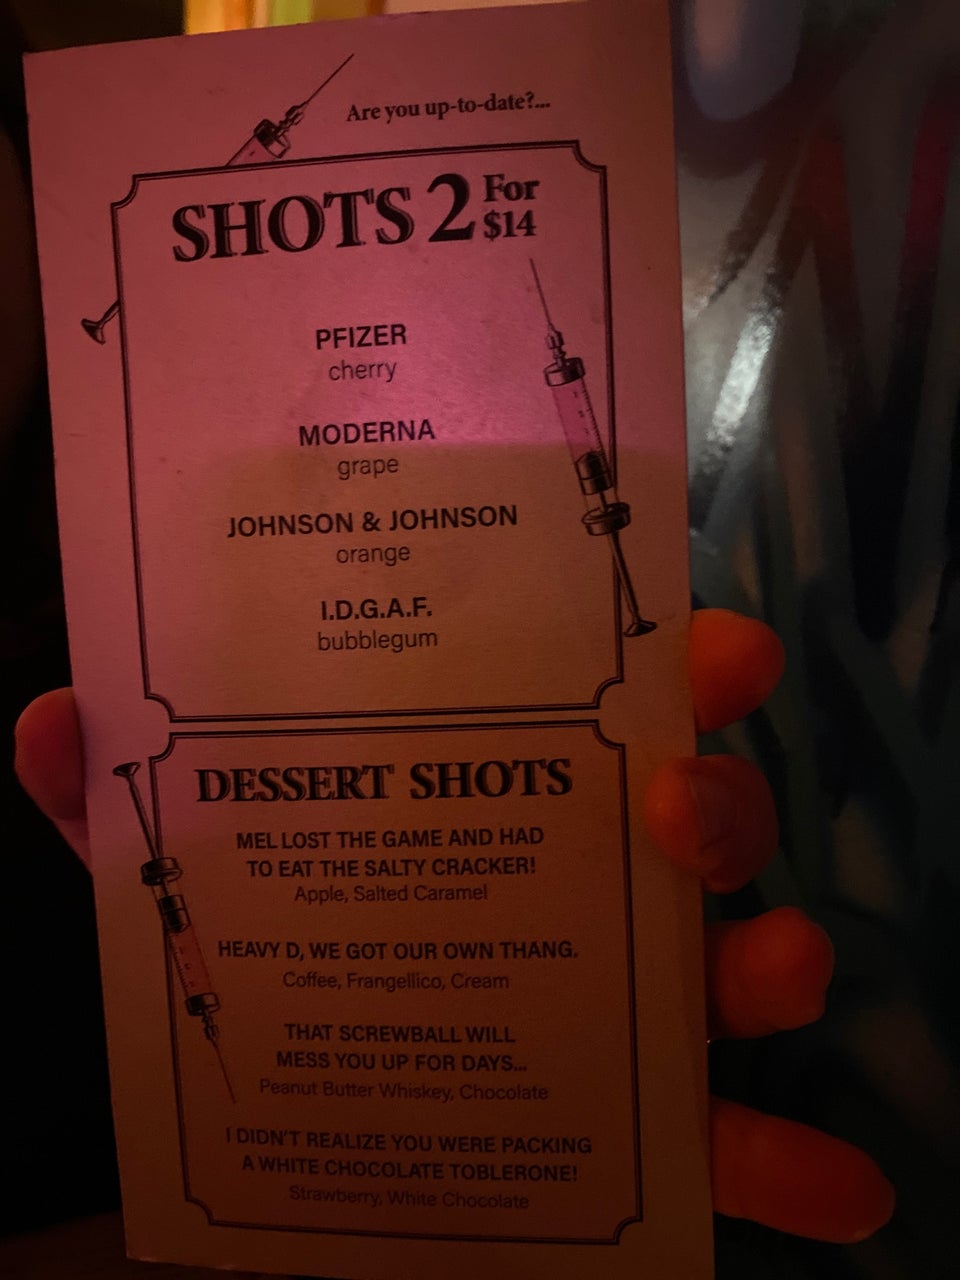 Are you up-to-date?...
SHOTS 2 For $14
PFIZER
cherry
MODERNA
grape
JOHNSON & JOHNSON
orange
I.D.G.A.F.
bubblegum
DESSERT SHOTS
MEL LOST THE GAME AND HAD
TO EAT THE SALTY CRACKER!
Apple, Salted Caramel
HEAVY D, WE GOT OUR OWN THANG.
Coffee, Frangellico, Cream
THAT SCREWBALL WILL
MESS YOU UP FOR DAYS...
Peanut Butter Whiskey, Chocolate
I DIDN'T REALIZE YOU WERE PACKING
A WHITE CHOCOLATE TOBLERONE!
Strawberry, White Chocolate